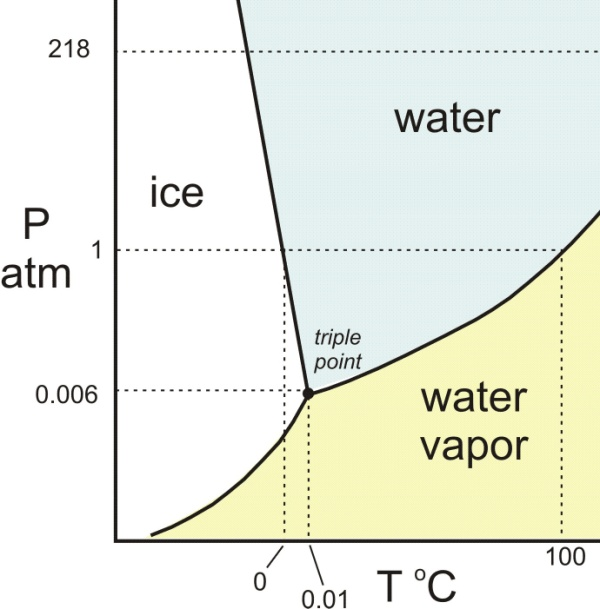 218
water
ice
P
atm
1
triple
point
0.006
water
vapor
100
0
0.01
T °C